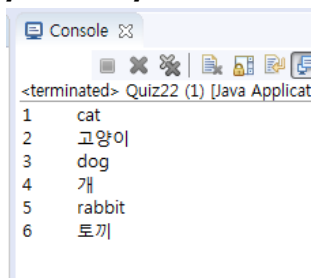 Console
<terminated> Quiz22 (1) [Java Applicat
1 cat
2 고양이
3 dog
4 개
5 rabbit
6 토끼